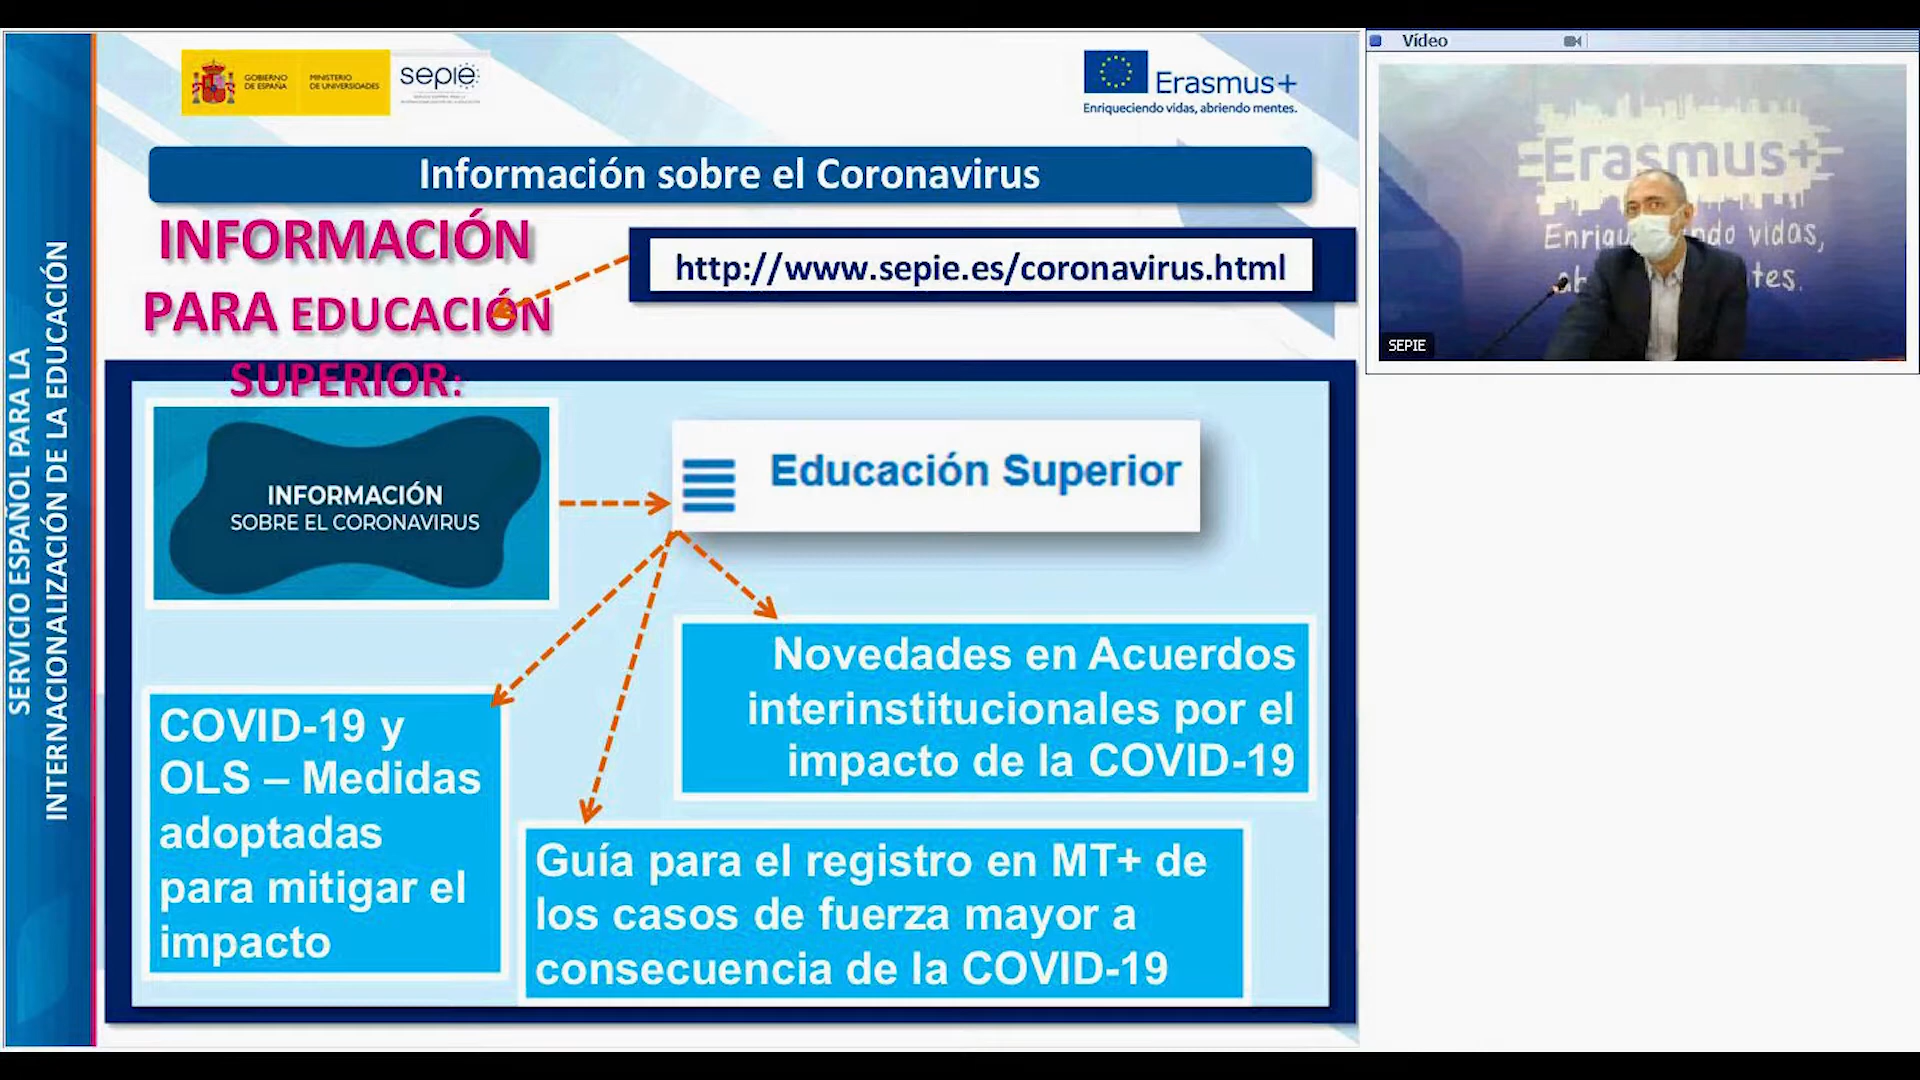 SERVICIO ESPAÑOL PARA LA
INTERNACIONALIZACIÓN DE LA EDUCACIÓN
GOBIERNO
DE ESPAÑA
MINISTERIO
DE UNIVERSIDADES
sepie
Erasmus+
Enriqueciendo vidas, abriendo mentes.
Información sobre el Coronavirus
INFORMACIÓN
PARA EDUCACIÓN
SUPERIOR:
http://www.sepie.es/coronavirus.html
INFORMACIÓN
SOBRE EL CORONAVIRUS
Educación Superior
Novedades en Acuerdos
interinstitucionales por el
impacto de la COVID-19
COVID-19 y
OLS – Medidas
adoptadas
para mitigar el
impacto
Guía para el registro en MT+ de
los casos de fuerza mayor a
consecuencia de la COVID-19
Vídeo
Erasmus+
vidas,
SEPIE